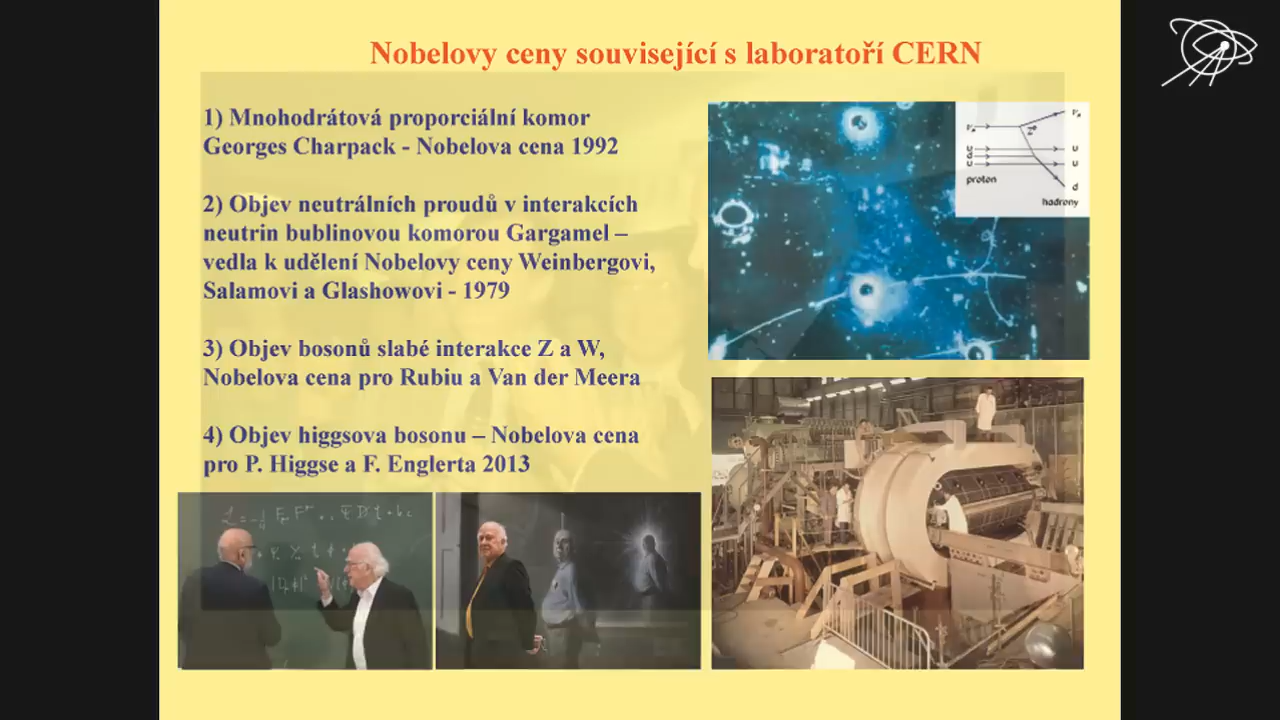 Nobelovy ceny související s laboratoří CERN
1) Mnohodrátová proporciální komor
Georges Charpack - Nobelova cena 1992
2) Objev neutrálních proudů v interakcích
neutrin bublinovou komorou Gargamel –
vedla k udělení Nobelovy ceny Weinbergovi,
Salamovi a Glashowovi - 1979
3) Objev bosonů slabé interakce Z a W,
Nobelova cena pro Rubiu a Van der Meera
4) Objev higgsova bosonu – Nobelova cena
pro P. Higgse a F. Englerta 2013
Z⁰
u u
d
u u
proton
d
hadrony